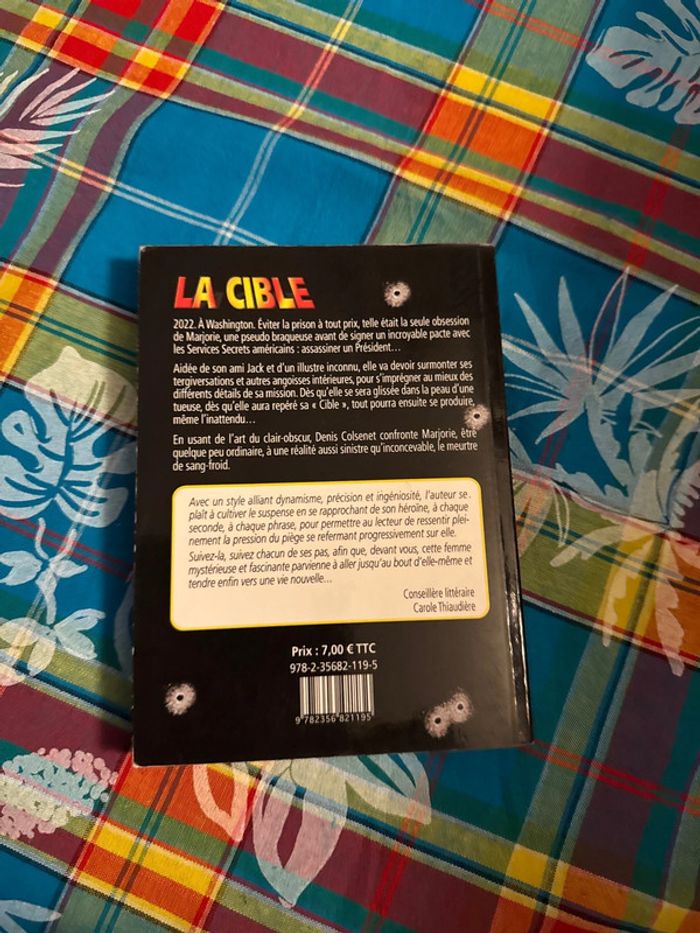 LA CIBLE
2022. À Washington. Éviter la prison à tout prix, telle était la seule obsession
de Marjorie, une pseudo braqueuse avant de signer un incroyable pacte avec
les Services Secrets américains : assassiner un Président…
Aidée de son ami Jack et d'un illustre inconnu, elle va devoir surmonter ses
tergiversations et autres angoisses intérieures, pour s'imprégner au mieux des
différents détails de sa mission. Dès qu'elle se sera glissée dans la peau d'une
tueuse, dès qu'elle aura repéré sa « Cible », tout pourra ensuite se produire,
même l'inattendu…
En usant de l'art du clair-obscur, Denis Colsenet confronte Marjorie, être
quelque peu ordinaire, à une réalité aussi sinistre qu'inconcevable, le meurtre
de sang-froid.
Avec un style alliant dynamisme, précision et ingéniosité, l'auteur se
plaît à cultiver le suspense en se rapprochant de son héroïne, à chaque
seconde, à chaque phrase, pour permettre au lecteur de ressentir plei-
nement la pression du piège se refermant progressivement sur elle.
Suivez-la, suivez chacun de ses pas, afin que, devant vous, cette femme
mystérieuse et fascinante parvienne à aller jusqu'au bout d'elle-même et
tendre enfin vers une vie nouvelle…
Conseillère littéraire
Carole Thiaudière
Prix : 7,00 € TTC
978-2-35682-119-5
9 782356 821195